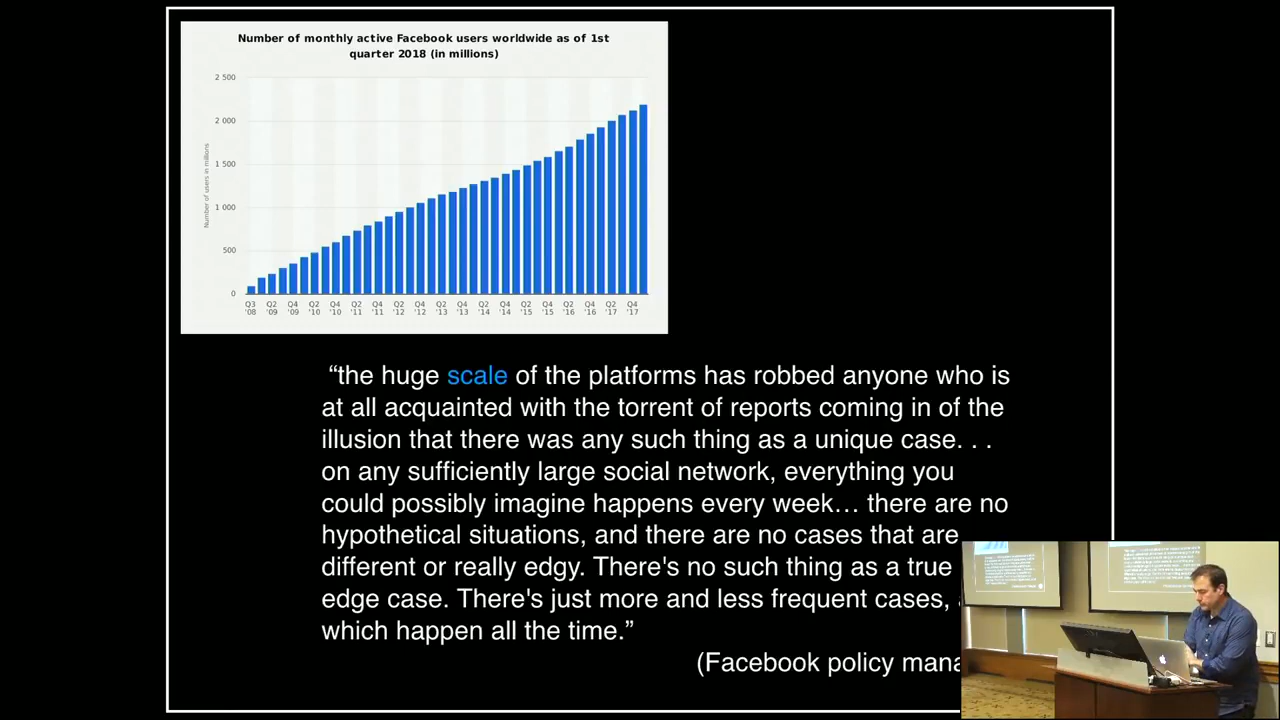 Number of monthly active Facebook users worldwide as of 1st
quarter 2018 (in millions)
Number of users in millions
2 500
2 000
1 500
1 000
500
0
Q3 '08
Q2 '09
Q4 '09
Q2 '10
Q4 '10
Q2 '11
Q4 '11
Q2 '12
Q4 '12
Q2 '13
Q4 '13
Q2 '14
Q4 '14
Q2 '15
Q4 '15
Q2 '16
Q4 '16
Q2 '17
Q4 '17
“the huge scale of the platforms has robbed anyone who is
at all acquainted with the torrent of reports coming in of the
illusion that there was any such thing as a unique case. . .
on any sufficiently large social network, everything you
could possibly imagine happens every week… there are no
hypothetical situations, and there are no cases that are
different or really edgy. There's no such thing as a true
edge case. There's just more and less frequent cases,
which happen all the time.”
(Facebook policy